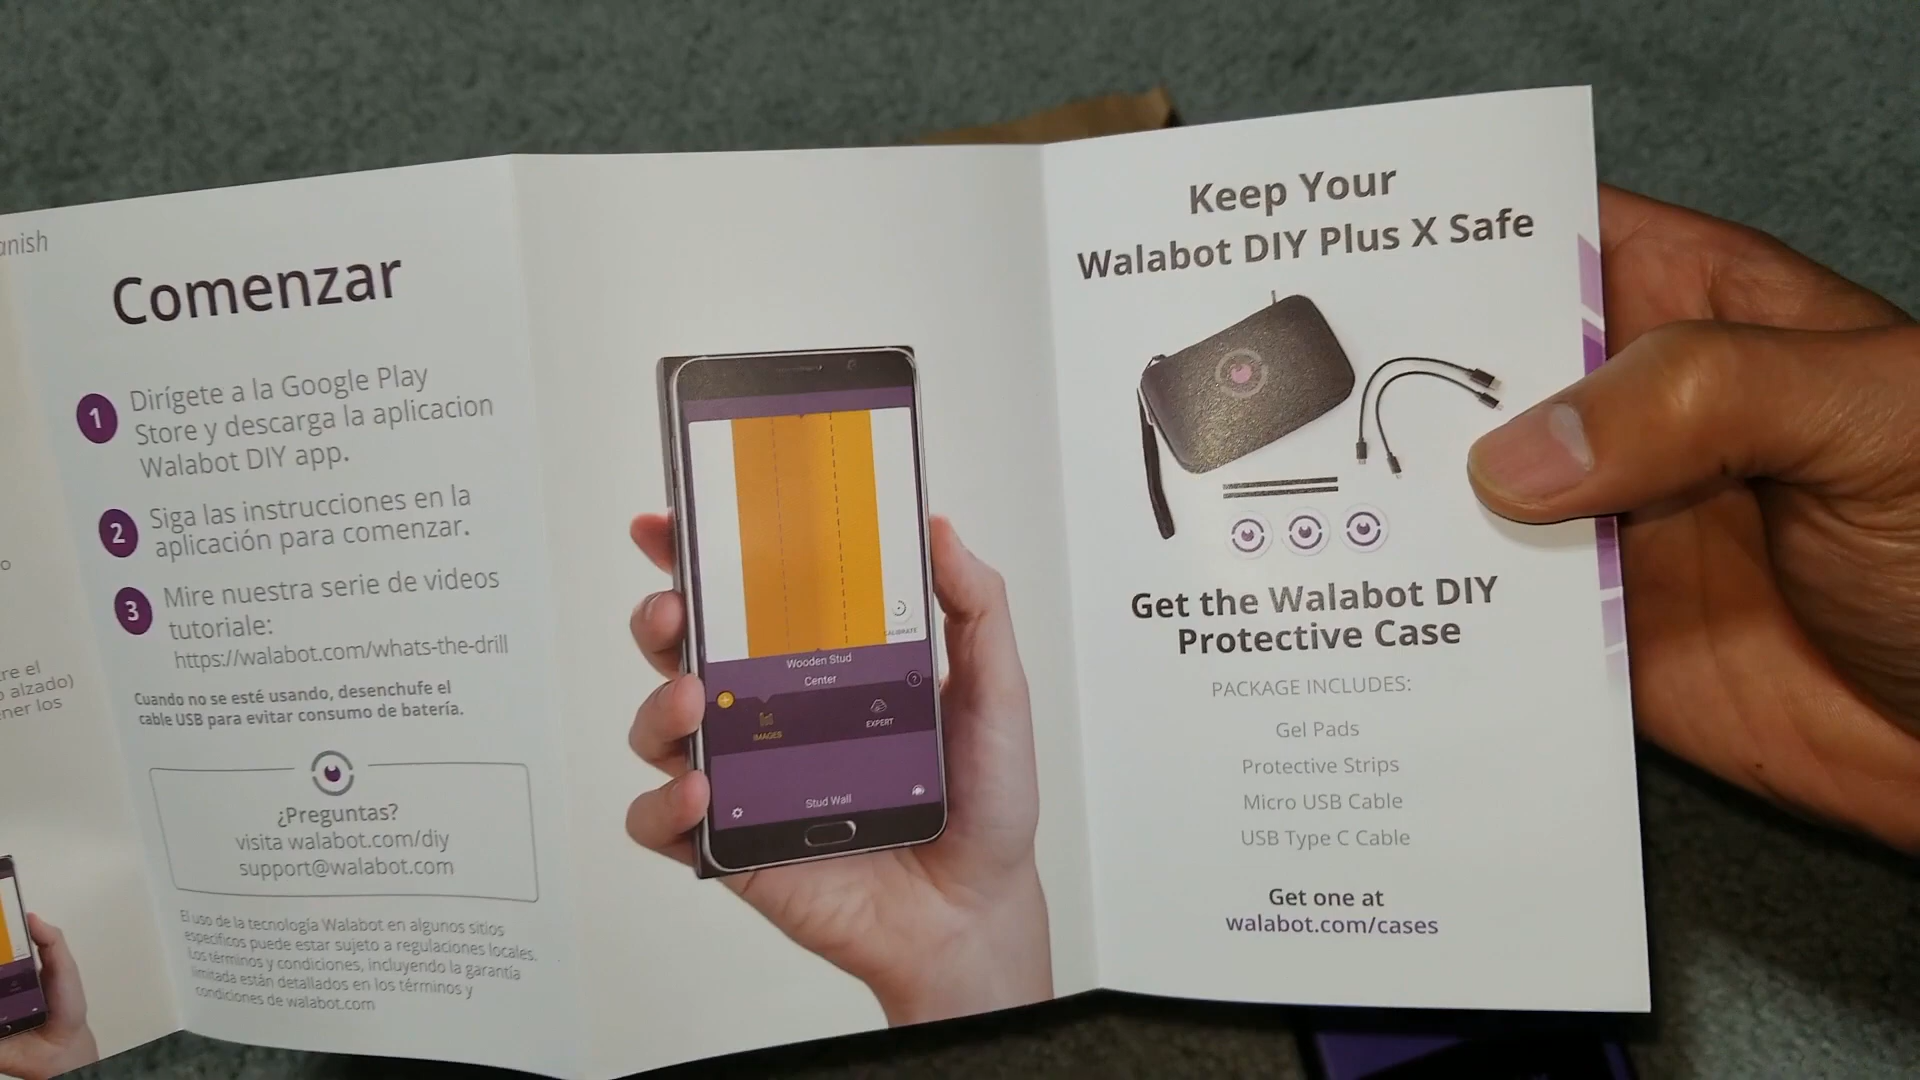 Comenzar
1
Dirígete a la Google Play
Store y descarga la aplicacion
Walabot DIY app.
2
Siga las instrucciones en la
aplicación para comenzar.
3
Mire nuestra serie de videos
tutoriale:
https://walabot.com/whats-the-drill
Cuando no se esté usando, desenchufe el
cable USB para evitar consumo de batería.
¿Preguntas?
visita walabot.com/diy
support@walabot.com
El uso de la tecnología Walabot en algunos sitios
específicos puede estar sujeto a regulaciones locales.
Los términos y condiciones, incluyendo la garantía
limitada están detallados en los términos y
condiciones de walabot.com
CALIBRATE
Wooden Stud
Center
?
IMAGES
EXPERT
Stud Wall
Keep Your
Walabot DIY Plus X Safe
Get the Walabot DIY
Protective Case
PACKAGE INCLUDES:
Gel Pads
Protective Strips
Micro USB Cable
USB Type C Cable
Get one at
walabot.com/cases